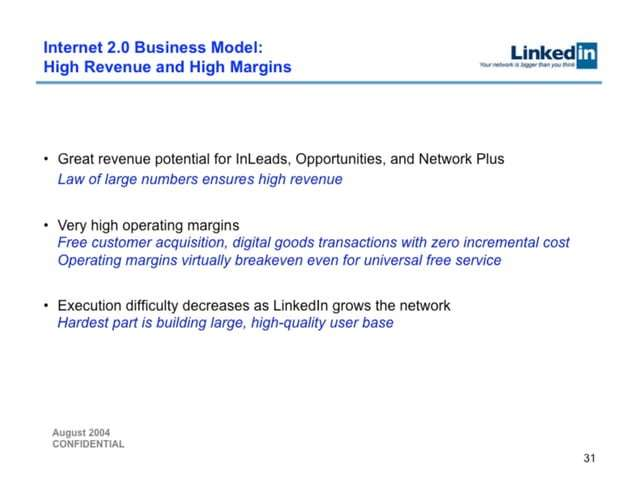 Internet 2.0 Business Model:
High Revenue and High Margins
Linked in
Your network is bigger than you think
• Great revenue potential for InLeads, Opportunities, and Network Plus
Law of large numbers ensures high revenue
• Very high operating margins
Free customer acquisition, digital goods transactions with zero incremental cost
Operating margins virtually breakeven even for universal free service
• Execution difficulty decreases as LinkedIn grows the network
Hardest part is building large, high-quality user base
August 2004
CONFIDENTIAL
31